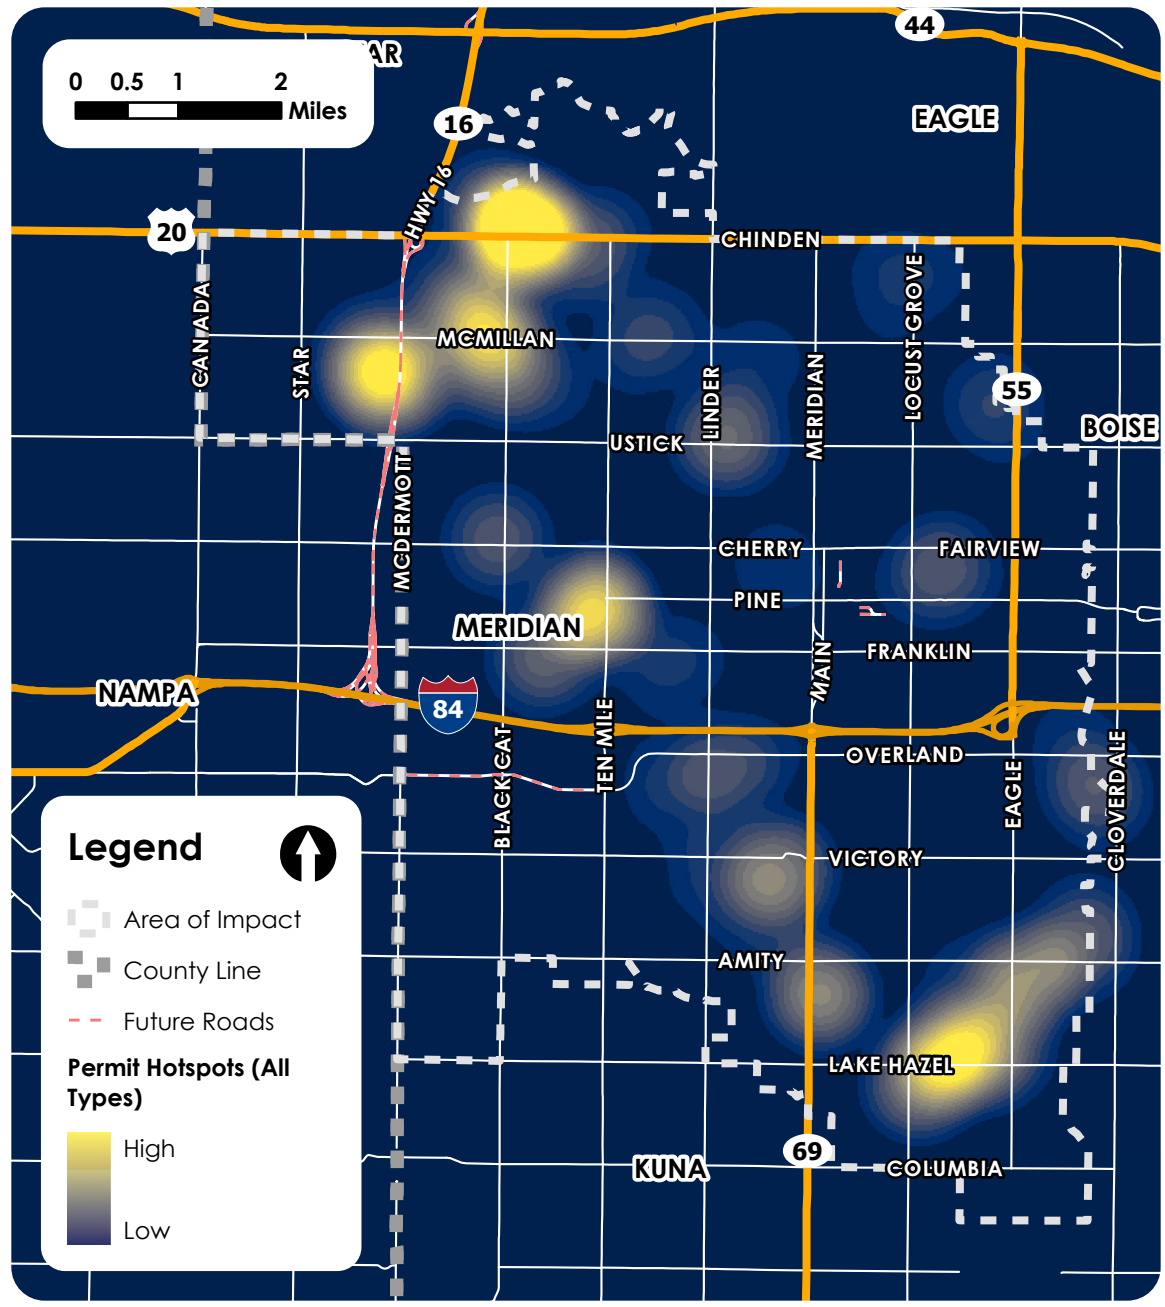 44
AR
0 0.5 1 2
Miles
EAGLE
16
HWY 16
20
CHINDEN
CANADA
STAR
MCMILLAN
LINDER
MERIDIAN
LOCUST GROVE
55
BOISE
USTICK
MCDERMOTT
CHERRY
FAIRVIEW
PINE
MERIDIAN
MAIN
FRANKLIN
NAMPA
84
BLACK CAT
TEN MILE
OVERLAND
EAGLE
CLOVERDALE
VICTORY
AMITY
LAKE HAZEL
69
KUNA
COLUMBIA
Legend
Area of Impact
County Line
Future Roads
Permit Hotspots (All
Types)
High
Low